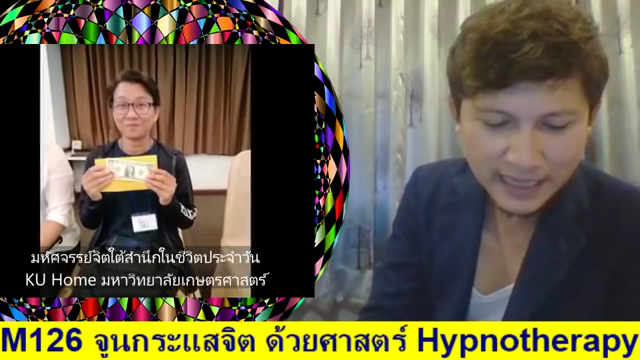 มหัศจรรย์จิตใต้สำนึกในชีวิตประจำวัน
KU Home มหาวิทยาลัยเกษตรศาสตร์
M126 จูนกระแสจิต ด้วยศาสตร์ Hypnotherapy